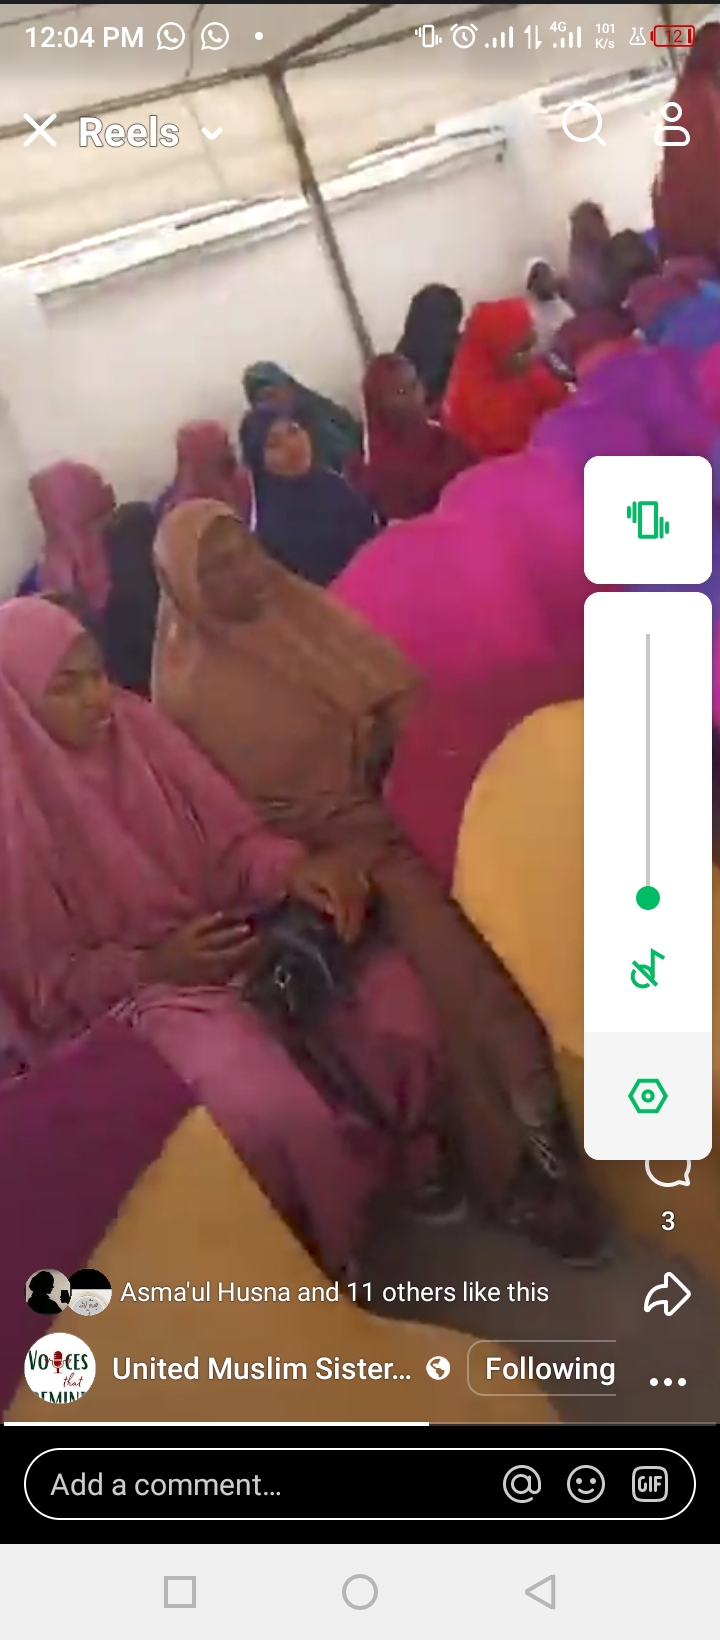 12:04 PM
4G
101
K/s
12
Reels
3
Asma'ul Husna and 11 others like this
VOICES
that
United Muslim Sister...
Following
Add a comment...
GIF